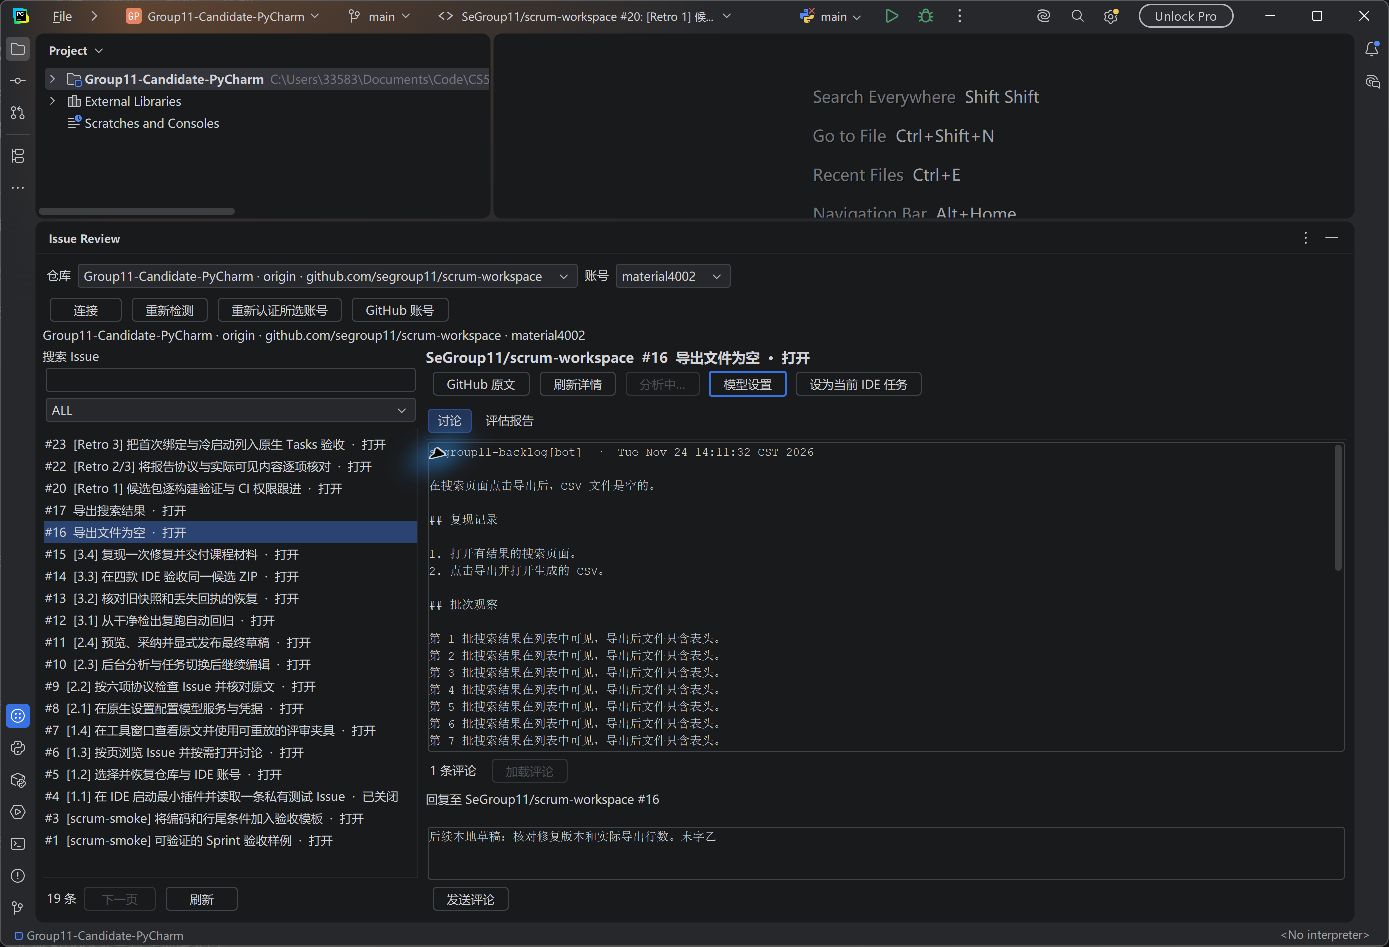 File
GP Group11-Candidate-PyCharm
main
SeGroup11/scrum-workspace #20: [Retro 1] 候...
main
Unlock Pro
Project
Group11-Candidate-PyCharm C:\Users\33583\Documents\Code\CS5
External Libraries
Scratches and Consoles
Search Everywhere Shift Shift
Go to File Ctrl+Shift+N
Recent Files Ctrl+E
Navigation Bar Alt+Home
Issue Review
仓库 Group11-Candidate-PyCharm · origin · github.com/segroup11/scrum-workspace 账号 material4002
连接 重新检测 重新认证所选账号 GitHub 账号
Group11-Candidate-PyCharm · origin · github.com/segroup11/scrum-workspace · material4002
搜索 Issue
ALL
#23 [Retro 3] 把首次绑定与冷启动列入原生 Tasks 验收 · 打开
#22 [Retro 2/3] 将报告协议与实际可见内容逐项核对 · 打开
#20 [Retro 1] 候选包逐构建验证与 CI 权限跟进 · 打开
#17 导出搜索结果 · 打开
#16 导出文件为空 · 打开
#15 [3.4] 复现一次修复并交付课程材料 · 打开
#14 [3.3] 在四款 IDE 验收同一候选 ZIP · 打开
#13 [3.2] 核对旧快照和丢失回执的恢复 · 打开
#12 [3.1] 从干净检出复跑自动回归 · 打开
#11 [2.4] 预览、采纳并显式发布最终草稿 · 打开
#10 [2.3] 后台分析与任务切换后继续编辑 · 打开
#9 [2.2] 按六项协议检查 Issue 并核对原文 · 打开
#8 [2.1] 在原生设置配置模型服务与凭据 · 打开
#7 [1.4] 在工具窗口查看原文并使用可重放的评审夹具 · 打开
#6 [1.3] 按页浏览 Issue 并按需打开讨论 · 打开
#5 [1.2] 选择并恢复仓库与 IDE 账号 · 打开
#4 [1.1] 在 IDE 启动最小插件并读取一条私有测试 Issue · 已关闭
#3 [scrum-smoke] 将编码和行尾条件加入验收模板 · 打开
#1 [scrum-smoke] 可验证的 Sprint 验收样例 · 打开
19 条 下一页 刷新
SeGroup11/scrum-workspace #16 导出文件为空 • 打开
GitHub 原文 刷新详情 分析中... 模型设置 设为当前 IDE 任务
讨论 评估报告
segroup11-backlog[bot] · Tue Nov 24 14:11:32 CST 2026
在搜索页面点击导出后，CSV 文件是空的。
## 复现记录
1. 打开有结果的搜索页面。
2. 点击导出并打开生成的 CSV。
## 批次观察
第 1 批搜索结果在列表中可见，导出后文件只含表头。
第 2 批搜索结果在列表中可见，导出后文件只含表头。
第 3 批搜索结果在列表中可见，导出后文件只含表头。
第 4 批搜索结果在列表中可见，导出后文件只含表头。
第 5 批搜索结果在列表中可见，导出后文件只含表头。
第 6 批搜索结果在列表中可见，导出后文件只含表头。
第 7 批搜索结果在列表中可见，导出后文件只含表头。
1 条评论 加载评论
回复至 SeGroup11/scrum-workspace #16
后续本地草稿：核对修复版本和实际导出行数。末字乙
发送评论
Group11-Candidate-PyCharm
<No interpreter>